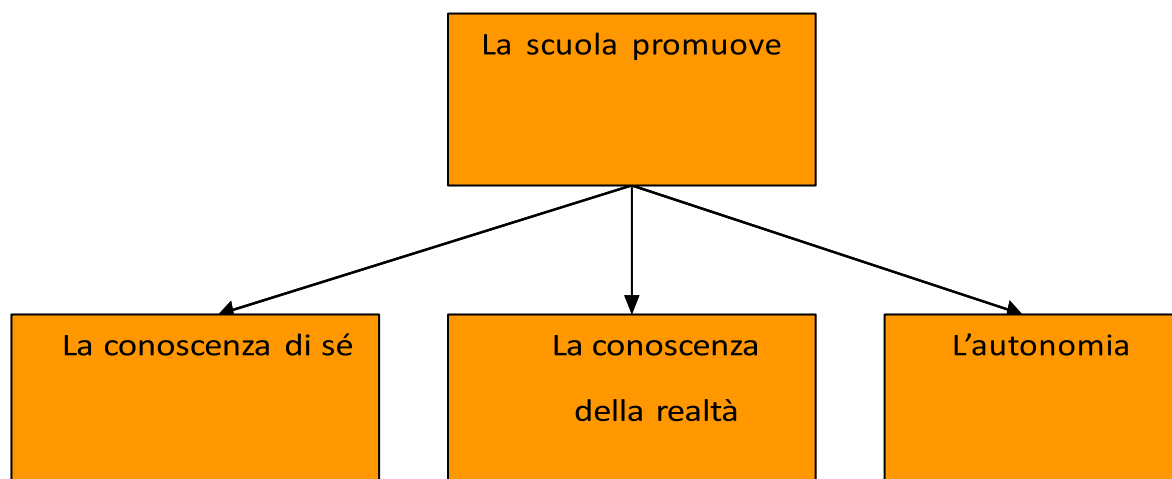 La scuola promuove
La conoscenza di sé
La conoscenza
della realtà
L’autonomia